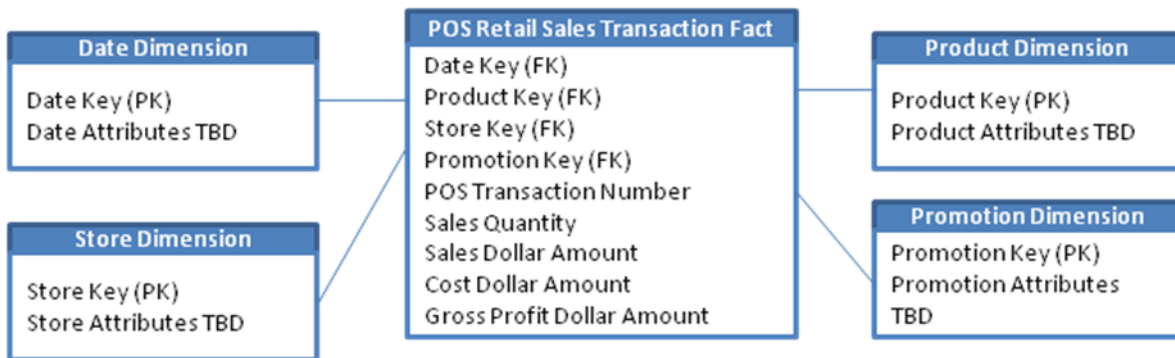 Date Dimension
Date Key (PK)
Date Attributes TBD
Store Dimension
Store Key (PK)
Store Attributes TBD
POS Retail Sales Transaction Fact
Date Key (FK)
Product Key (FK)
Store Key (FK)
Promotion Key (FK)
POS Transaction Number
Sales Quantity
Sales Dollar Amount
Cost Dollar Amount
Gross Profit Dollar Amount
Product Dimension
Product Key (PK)
Product Attributes TBD
Promotion Dimension
Promotion Key (PK)
Promotion Attributes
TBD